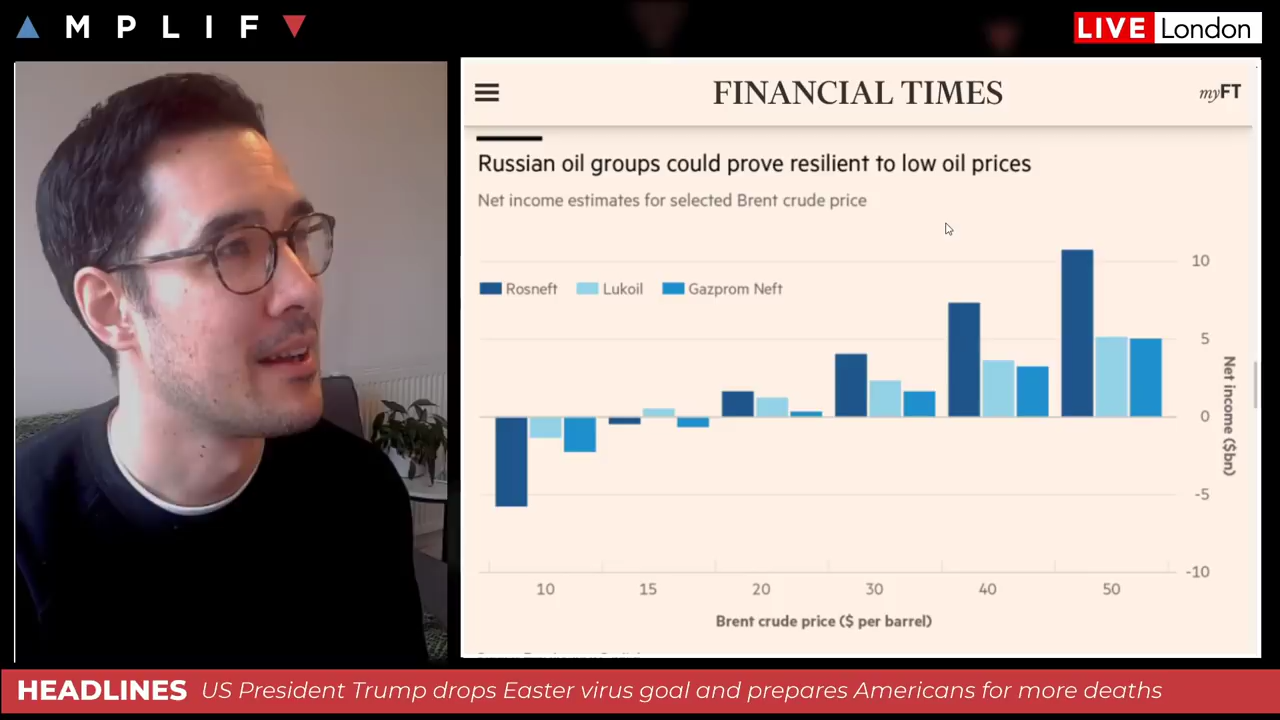 MPLIF
LIVE London
FINANCIAL TIMES
myFT
Russian oil groups could prove resilient to low oil prices
Net income estimates for selected Brent crude price
Rosneft Lukoil Gazprom Neft
10
5
0
-5
-10
Net income ($bn)
10 15 20 30 40 50
Brent crude price ($ per barrel)
HEADLINES US President Trump drops Easter virus goal and prepares Americans for more deaths